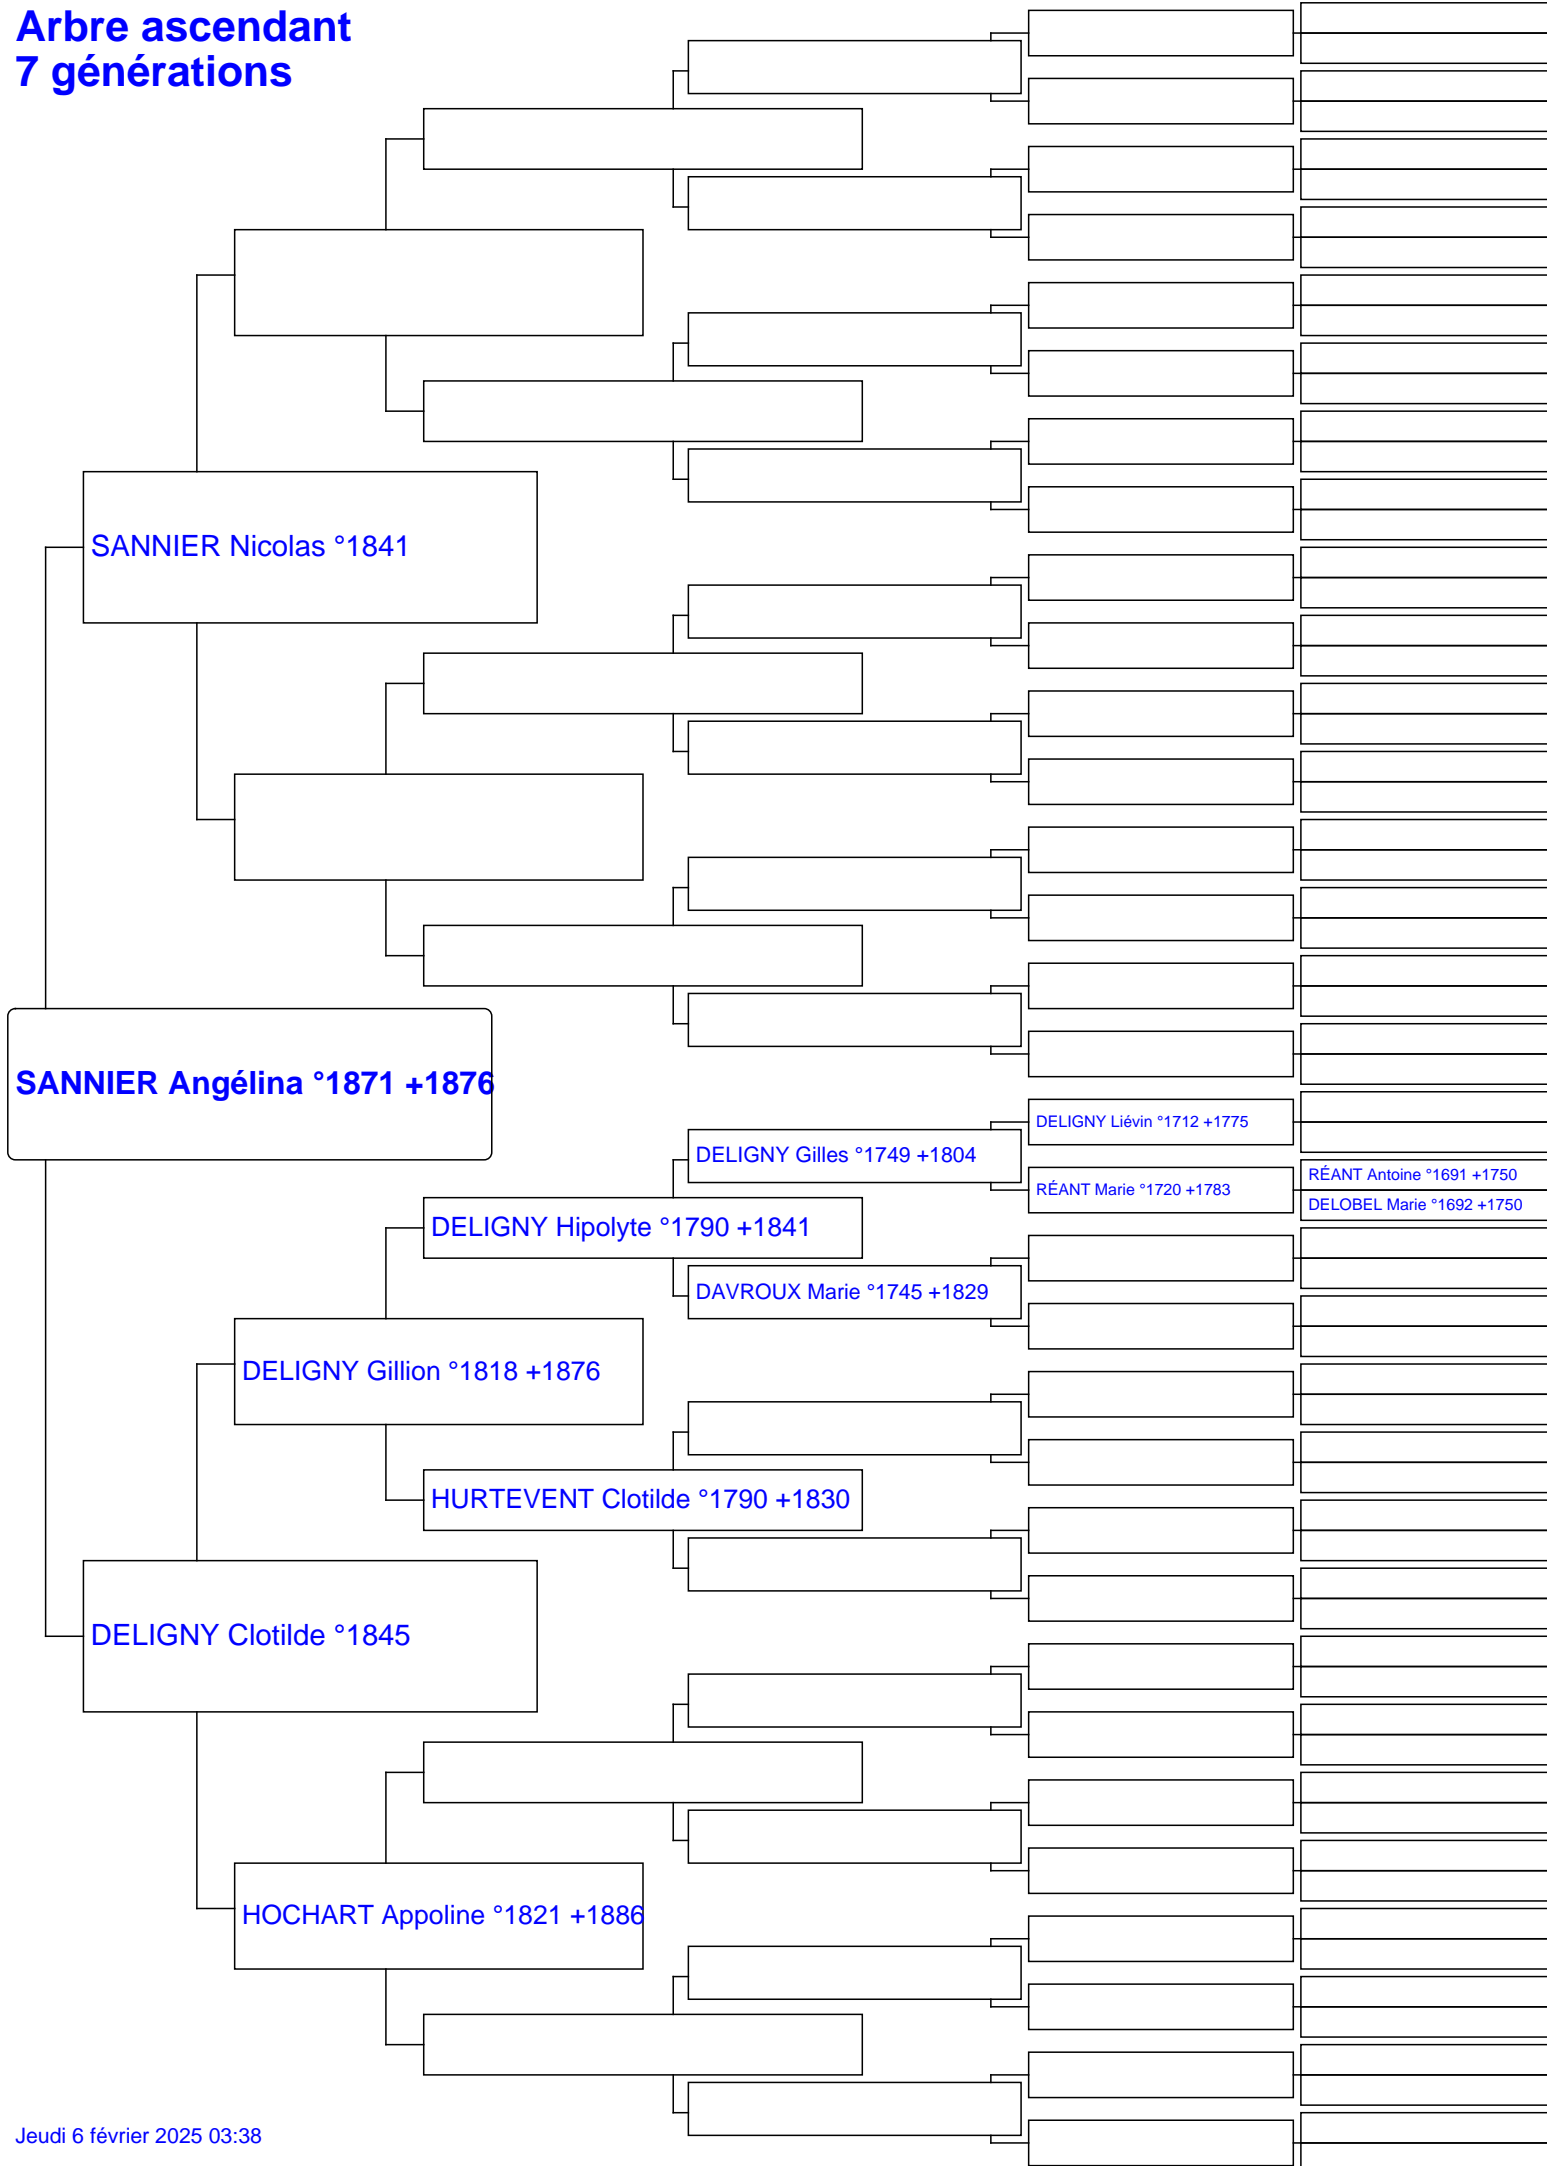 Arbre ascendant
7 générations
SANNIER Nicolas °1841
SANNIER Angélina °1871 +1876
DELIGNY Liévin °1712 +1775
DELIGNY Gilles °1749 +1804
RÉANT Antoine °1691 +1750
RÉANT Marie °1720 +1783
DELOBEL Marie °1692 +1750
DELIGNY Hipolyte °1790 +1841
DAVROUX Marie °1745 +1829
DELIGNY Gillion °1818 +1876
HURTEVENT Clotilde °1790 +1830
DELIGNY Clotilde °1845
HOCHART Appoline °1821 +1886
Jeudi 6 février 2025 03:38